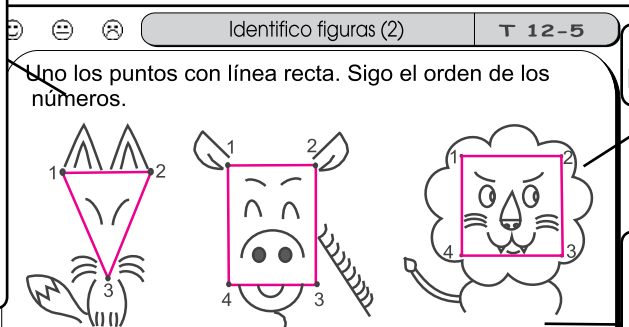 Identifico figuras (2)
T 12-5
Uno los puntos con línea recta. Sigo el orden de los
números.
1 2
3
1 2
4 3
1 2
4 3